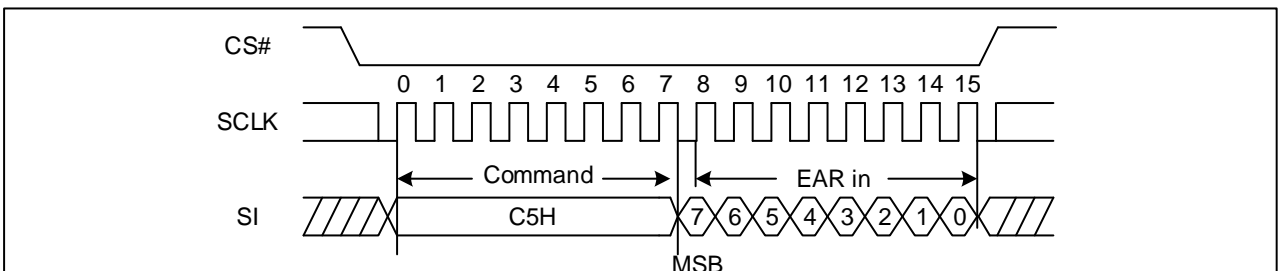 CS#
0 1 2 3 4 5 6 7 8 9 10 11 12 13 14 15
SCLK
Command EAR in
SI C5H 7 6 5 4 3 2 1 0
MSB